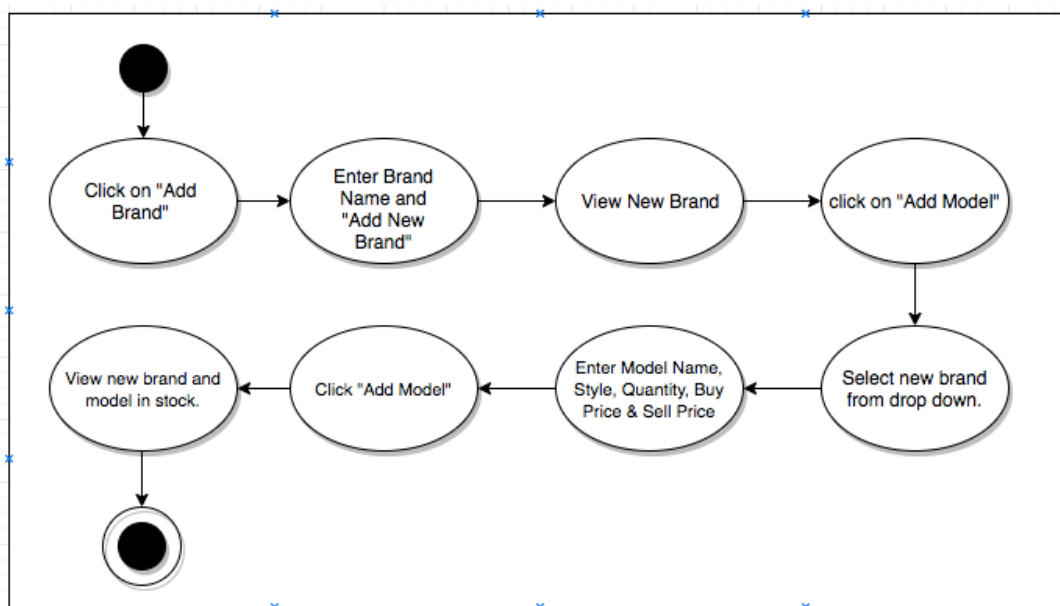 Click on "Add
Brand"
Enter Brand
Name and
"Add New
Brand"
View New Brand
click on "Add Model"
View new brand and
model in stock.
Click "Add Model"
Enter Model Name,
Style, Quantity, Buy
Price & Sell Price
Select new brand
from drop down.